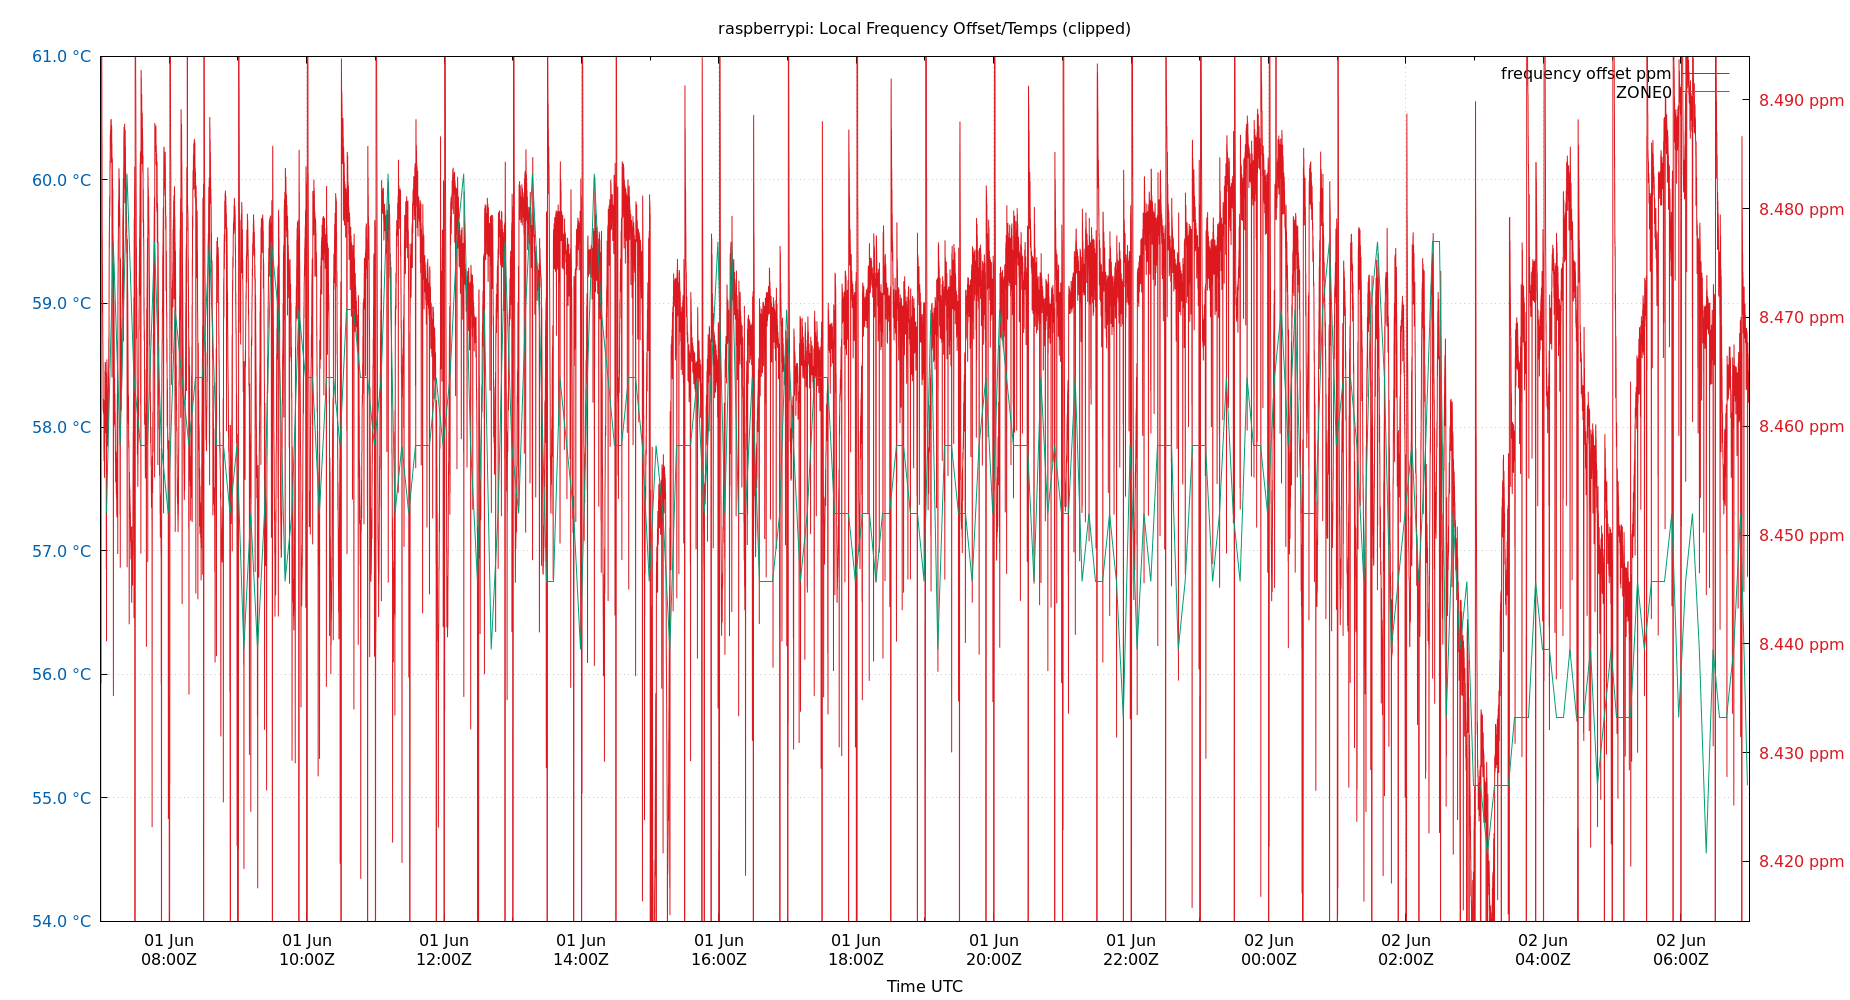 raspberrypi: Local Frequency Offset/Temps (clipped)
61.0 °C
60.0 °C
59.0 °C
58.0 °C
57.0 °C
56.0 °C
55.0 °C
54.0 °C
frequency offset ppm
ZONE0
8.490 ppm
8.480 ppm
8.470 ppm
8.460 ppm
8.450 ppm
8.440 ppm
8.430 ppm
8.420 ppm
01 Jun 01 Jun 01 Jun 01 Jun 01 Jun 01 Jun 01 Jun 01 Jun 02 Jun 02 Jun 02 Jun 02 Jun
08:00Z 10:00Z 12:00Z 14:00Z 16:00Z 18:00Z 20:00Z 22:00Z 00:00Z 02:00Z 04:00Z 06:00Z
Time UTC